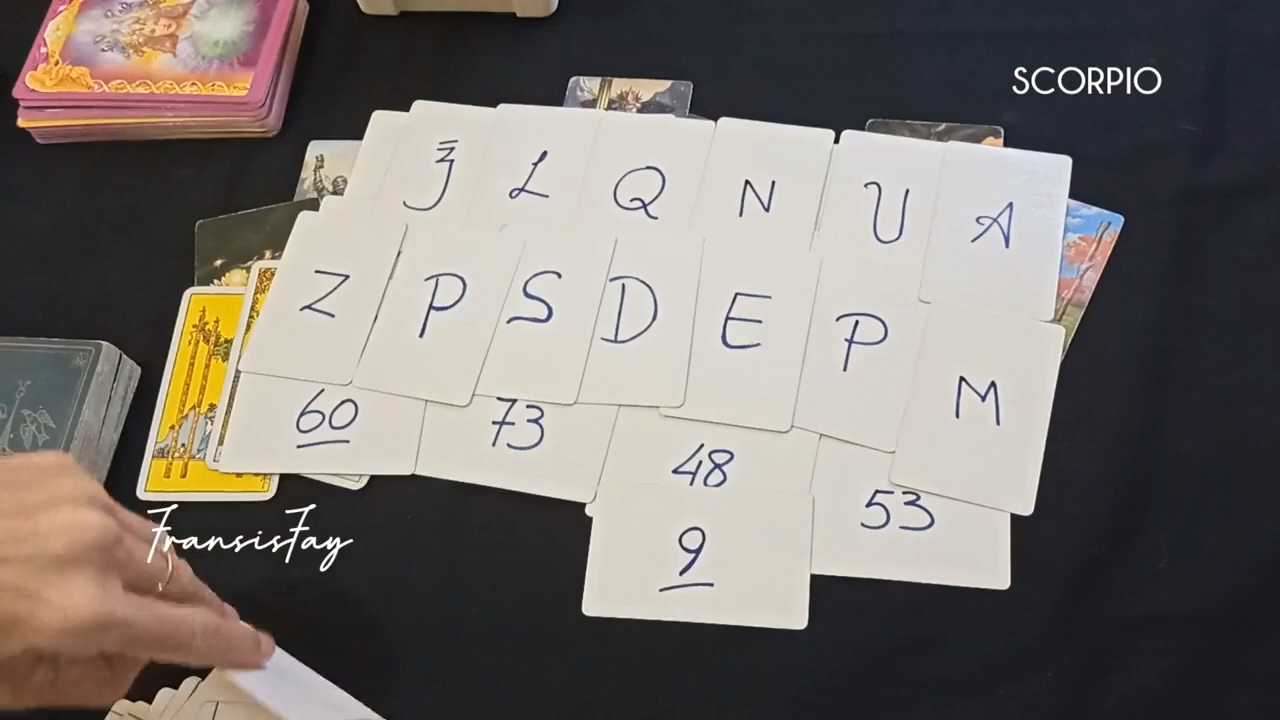 SCORPIO
L Q N U A
Z P S D E P M
60 73 48 53
9
FransisFay